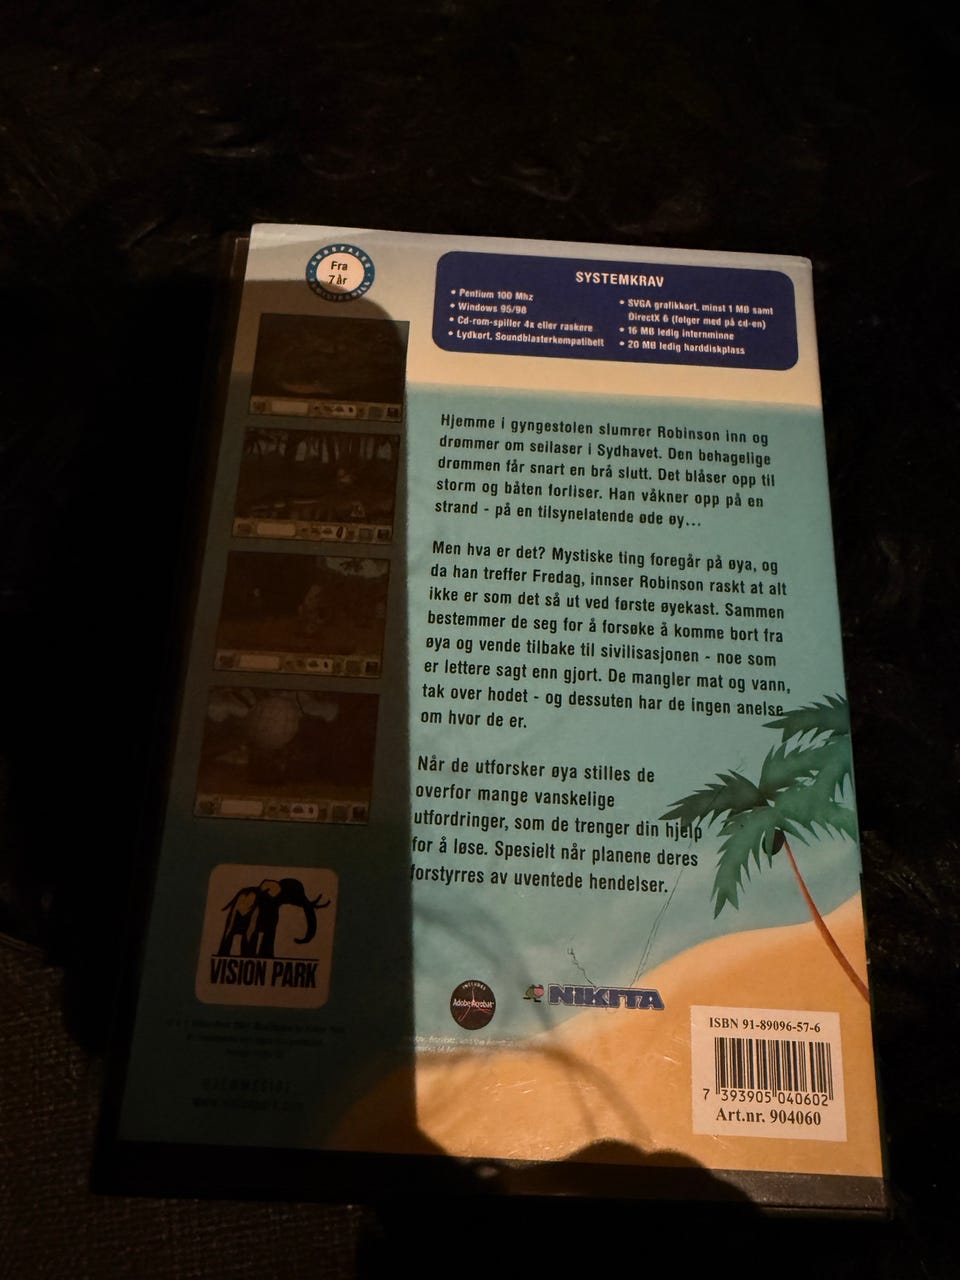 ANBEFALES
Fra
7 år
SYSTEMKRAV
• Pentium 100 Mhz
• Windows 95/98
• Cd-rom-spiller 4x eller raskere
• Lydkort, Soundblasterkompatibelt
• SVGA grafikkort, minst 1 MB samt
DirectX 6 (følger med på cd-en)
• 16 MB ledig internminne
• 20 MB ledig harddiskplass
Hjemme i gyngestolen slumrer Robinson inn og
drømmer om seilaser i Sydhavet. Den behagelige
drømmen får snart en brå slutt. Det blåser opp til
storm og båten forliser. Han våkner opp på en
strand - på en tilsynelatende øde øy...
Men hva er det? Mystiske ting foregår på øya, og
da han treffer Fredag, innser Robinson raskt at alt
ikke er som det så ut ved første øyekast. Sammen
bestemmer de seg for å forsøke å komme bort fra
øya og vende tilbake til sivilisasjonen - noe som
er lettere sagt enn gjort. De mangler mat og vann,
tak over hodet - og dessuten har de ingen anelse
om hvor de er.
Når de utforsker øya stilles de
overfor mange vanskelige
utfordringer, som de trenger din hjelp
for å løse. Spesielt når planene deres
forstyrres av uventede hendelser.
VISION PARK
INCLUDES
Adobe Acrobat
NIKITA
ISBN 91-89096-57-6
7 393905 040602
Art.nr. 904060